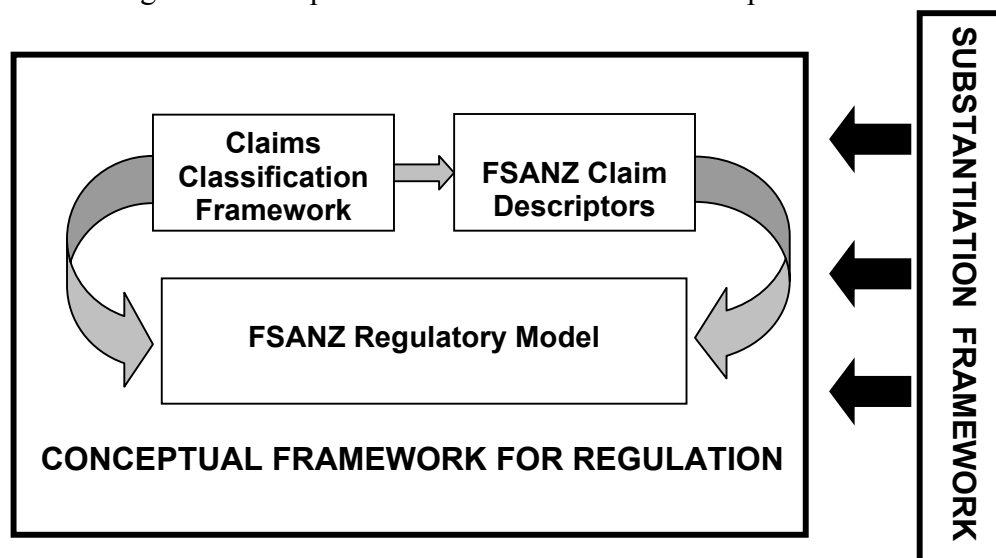 Claims
Classification
Framework
FSANZ Claim
Descriptors
FSANZ Regulatory Model
CONCEPTUAL FRAMEWORK FOR REGULATION
SUBSTANTIATION FRAMEWORK